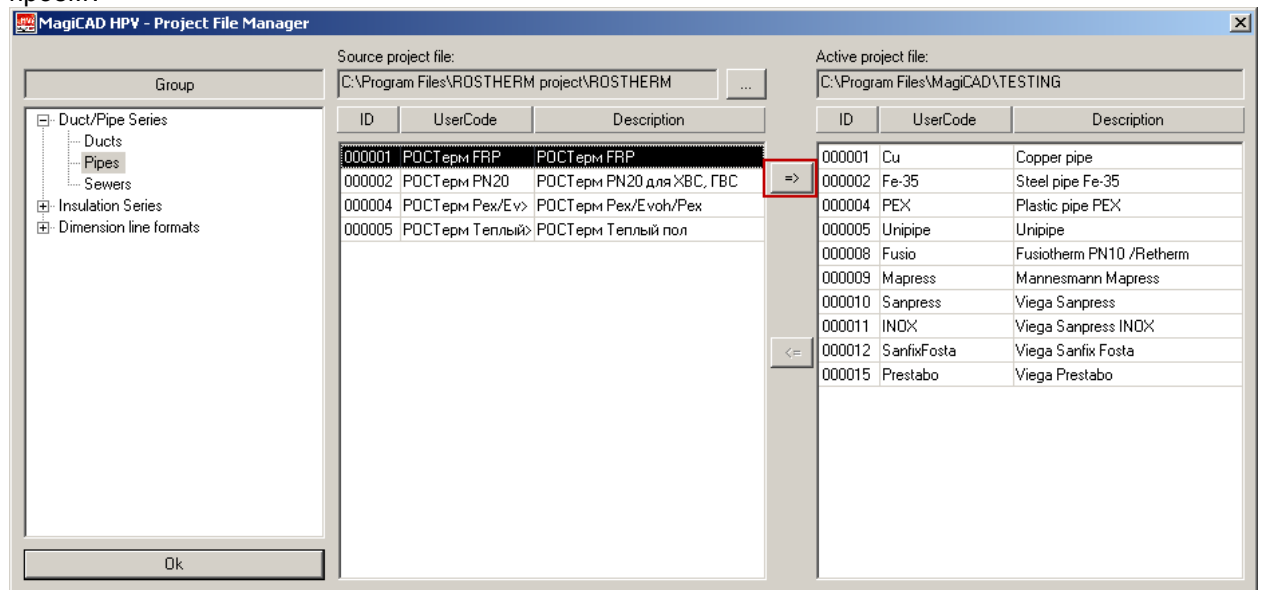 MagiCAD HPV - Project File Manager
Source project file:
Active project file:
Group
C:\Program Files\ROSTHERM project\ROSTHERM
...
C:\Program Files\MagiCAD\TESTING
Duct/Pipe Series
Ducts
Pipes
Sewers
Insulation Series
Dimension line formats
ID UserCode Description
000001 РОСТерм FRP РОСТерм FRP
000002 РОСТерм PN20 РОСТерм PN20 для ХВС, ГВС
000004 РОСТерм Pex/Ev> РОСТерм Pex/Evoh/Pex
000005 РОСТерм Теплый> РОСТерм Теплый пол
=>
<=
ID UserCode Description
000001 Cu Copper pipe
000002 Fe-35 Steel pipe Fe-35
000004 PEX Plastic pipe PEX
000005 Unipipe Unipipe
000008 Fusio Fusiotherm PN10 /Retherm
000009 Mapress Mannesmann Mapress
000010 Sanpress Viega Sanpress
000011 INOX Viega Sanpress INOX
000012 SanfixFosta Viega Sanfix Fosta
000015 Prestabo Viega Prestabo
Ok